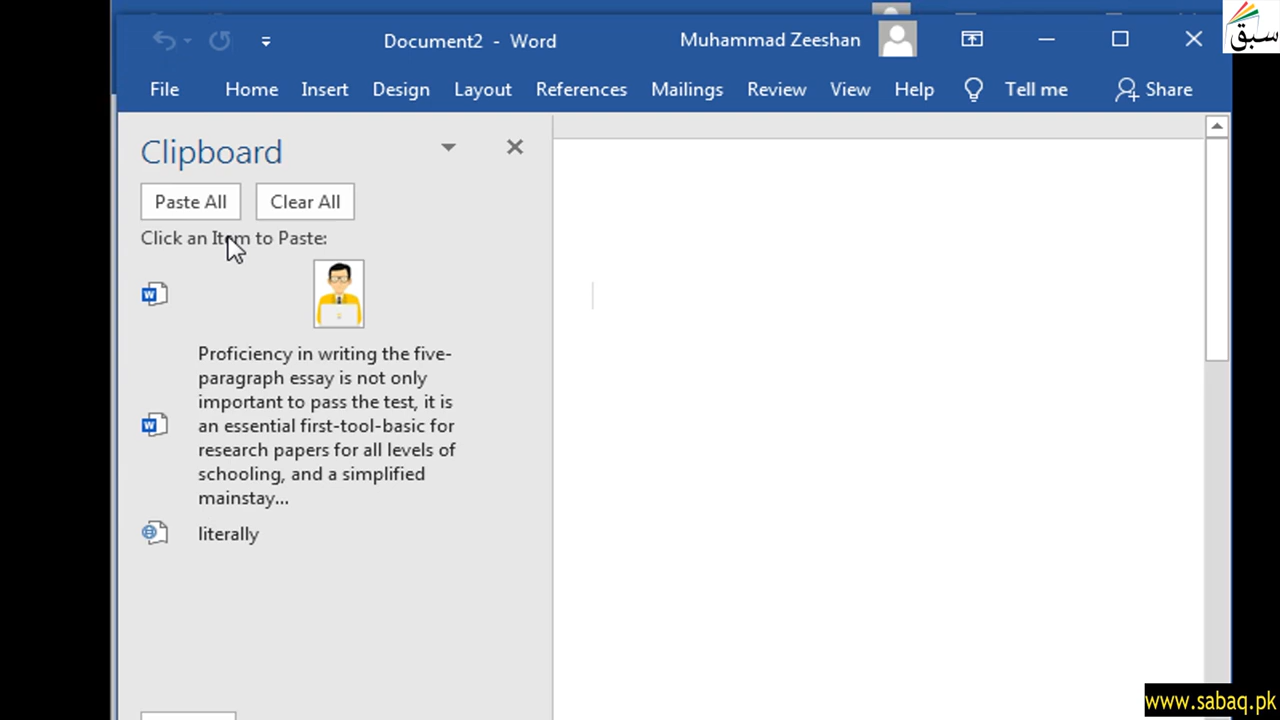 سبق
Document2 - Word
Muhammad Zeeshan
File Home Insert Design Layout References Mailings Review View Help Tell me Share
Clipboard
Paste All Clear All
Click an Item to Paste:
Proficiency in writing the five-
paragraph essay is not only
important to pass the test, it is
an essential first-tool-basic for
research papers for all levels of
schooling, and a simplified
mainstay...
literally
www.sabaq.pk